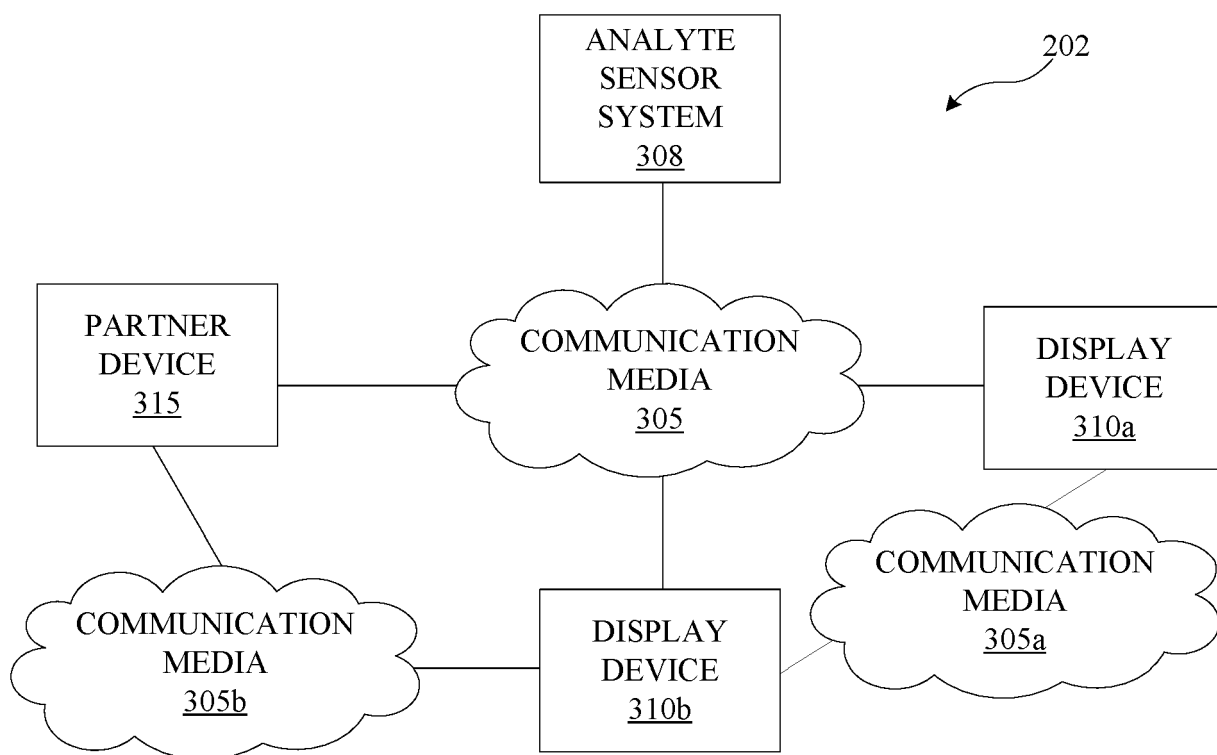 ANALYTE
SENSOR
SYSTEM
308
202
PARTNER
DEVICE
315
COMMUNICATION
MEDIA
305
DISPLAY
DEVICE
310a
COMMUNICATION
MEDIA
305b
DISPLAY
DEVICE
310b
COMMUNICATION
MEDIA
305a